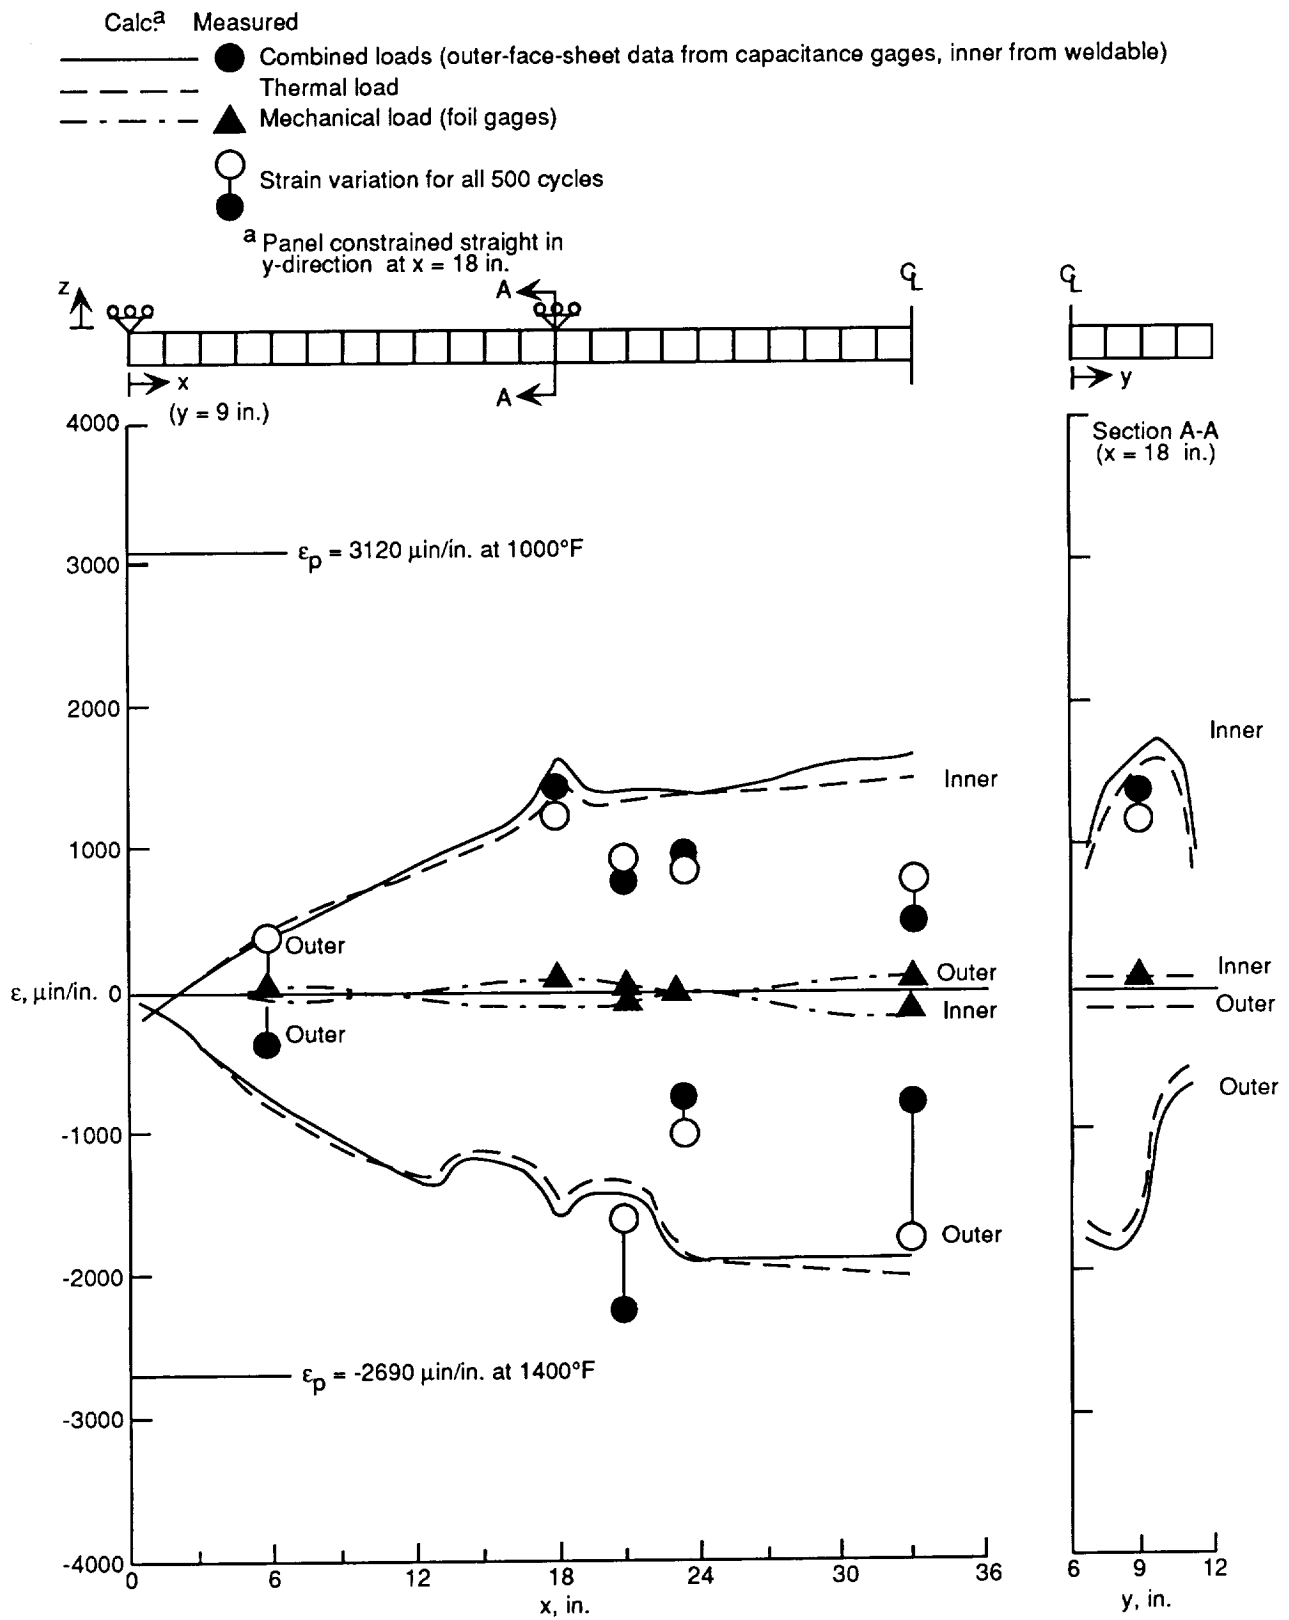 Calc.a Measured
Combined loads (outer-face-sheet data from capacitance gages, inner from weldable)
Thermal load
Mechanical load (foil gages)
Strain variation for all 500 cycles
a Panel constrained straight in
y-direction at x = 18 in.
z
A
℄
℄
x
A
y
(y = 9 in.)
4000
Section A-A
(x = 18 in.)
εp = 3120 μin/in. at 1000°F
3000
2000
Inner
Inner
1000
Outer
Outer
Inner
ε, μin/in. 0
Inner
Outer
Outer
Outer
-1000
Outer
-2000
εp = -2690 μin/in. at 1400°F
-3000
-4000
0 6 12 18 24 30 36
6 9 12
x, in.
y, in.